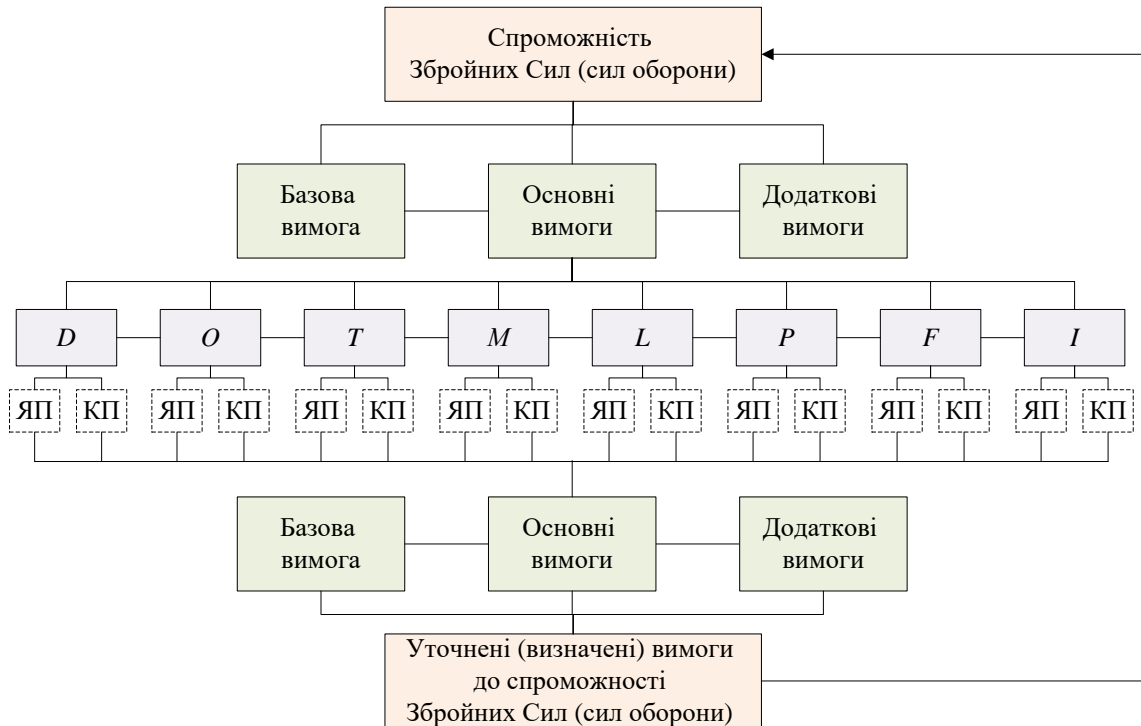 Спроможність
Збройних Сил (сил оборони)
Базова
вимога
Основні
вимоги
Додаткові
вимоги
D O T M L P F I
ЯП КП ЯП КП ЯП КП ЯП КП ЯП КП ЯП КП ЯП КП ЯП КП
Базова
вимога
Основні
вимоги
Додаткові
вимоги
Уточнені (визначені) вимоги
до спроможності
Збройних Сил (сил оборони)